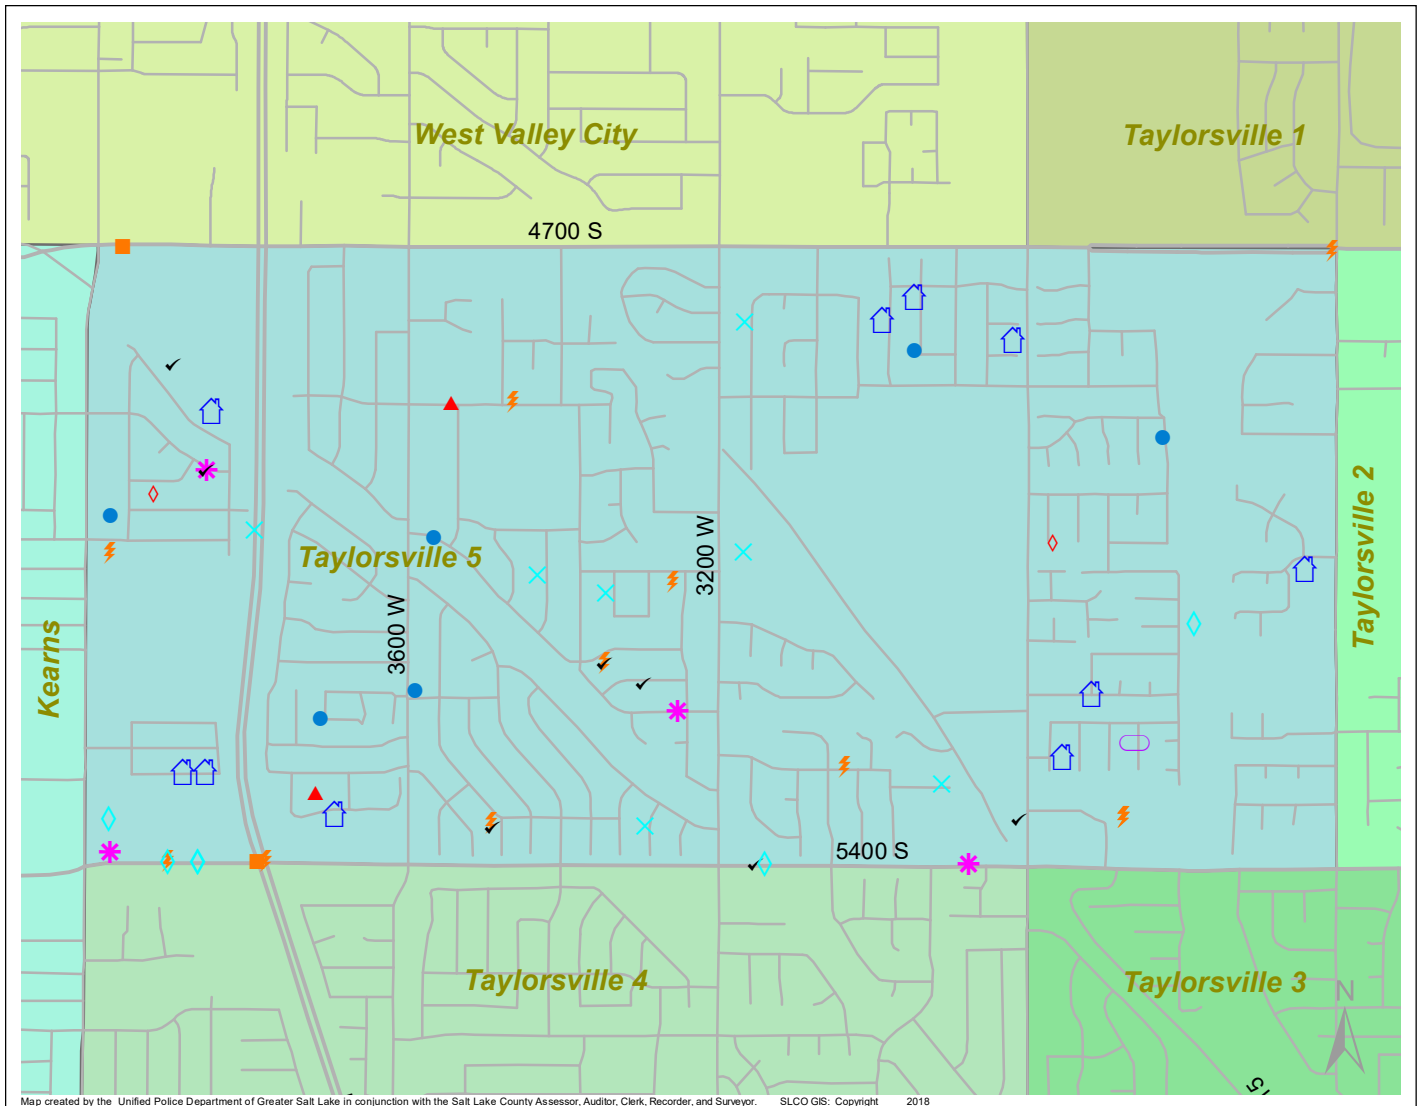 West Valley City
Taylorsville 1
4700 S
Taylorsville 2
3200 W
Taylorsville 5
3600 W
Kearns
5400 S
Taylorsville 4
Taylorsville 3
N
15
Map created by the Unified Police Department of Greater Salt Lake in conjunction with the Salt Lake County Assessor, Auditor, Clerk, Recorder, and Surveyor. SLCO GIS: Copyright 2018